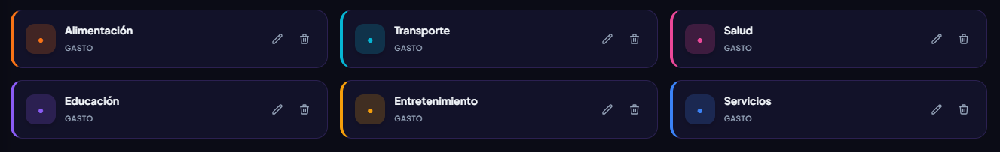 Alimentación
GASTO
Transporte
GASTO
Salud
GASTO
Educación
GASTO
Entretenimiento
GASTO
Servicios
GASTO